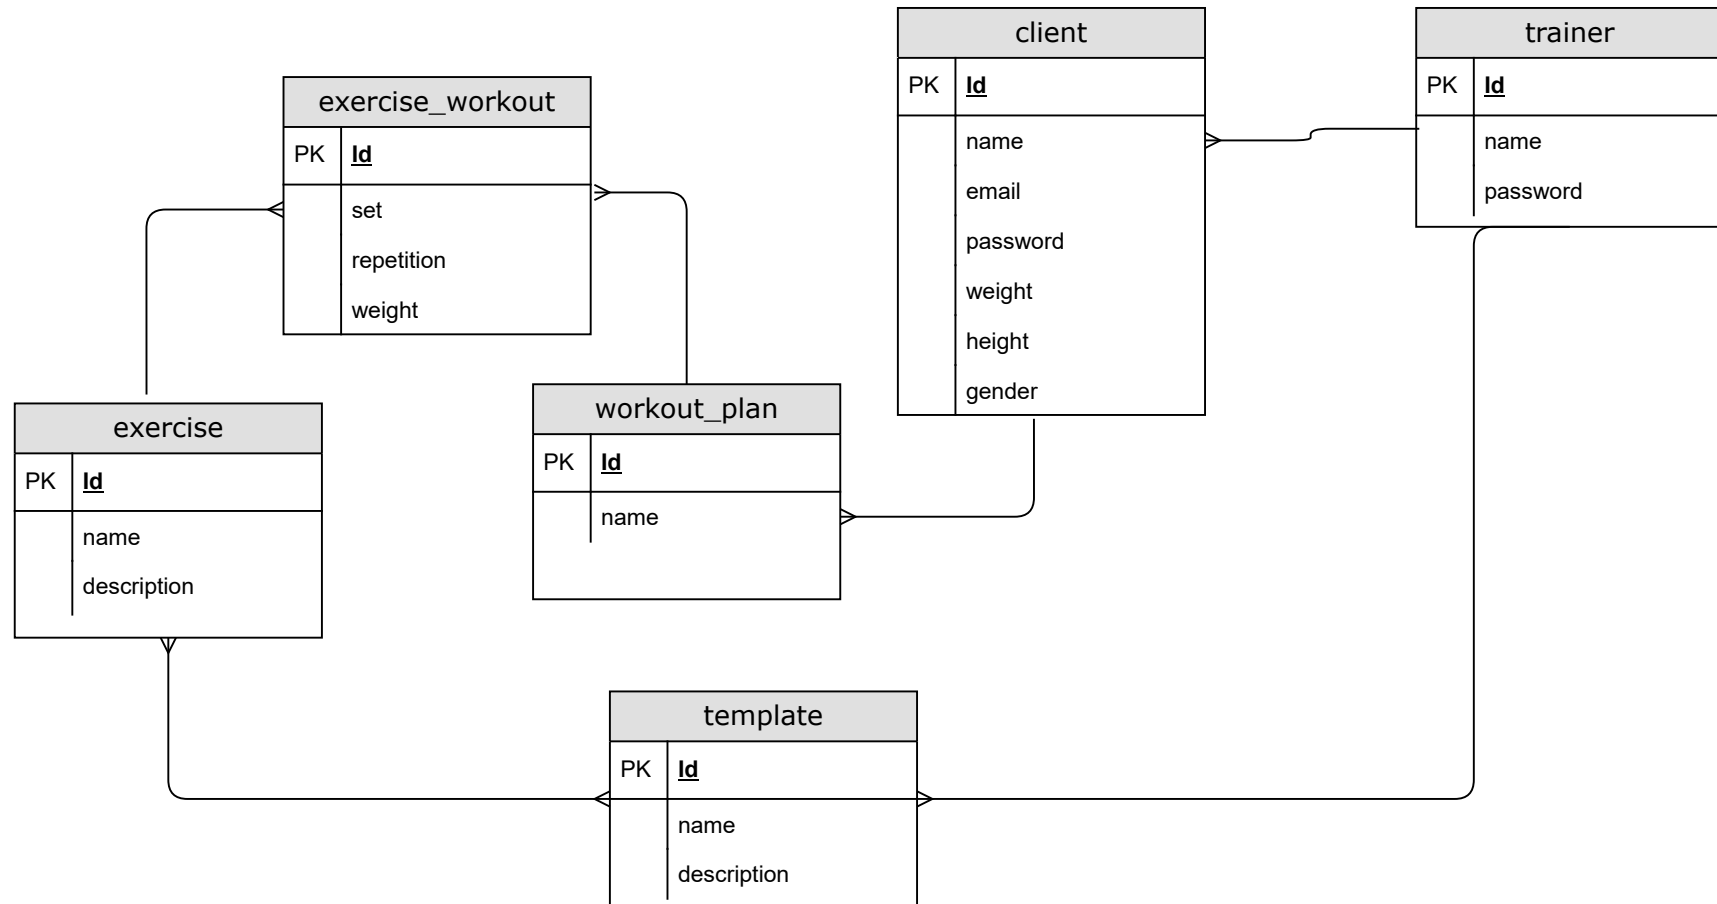 client
PK Id
name
email
password
weight
height
gender
trainer
PK Id
name
password
exercise_workout
PK Id
set
repetition
weight
exercise
PK Id
name
description
workout_plan
PK Id
name
template
PK Id
name
description